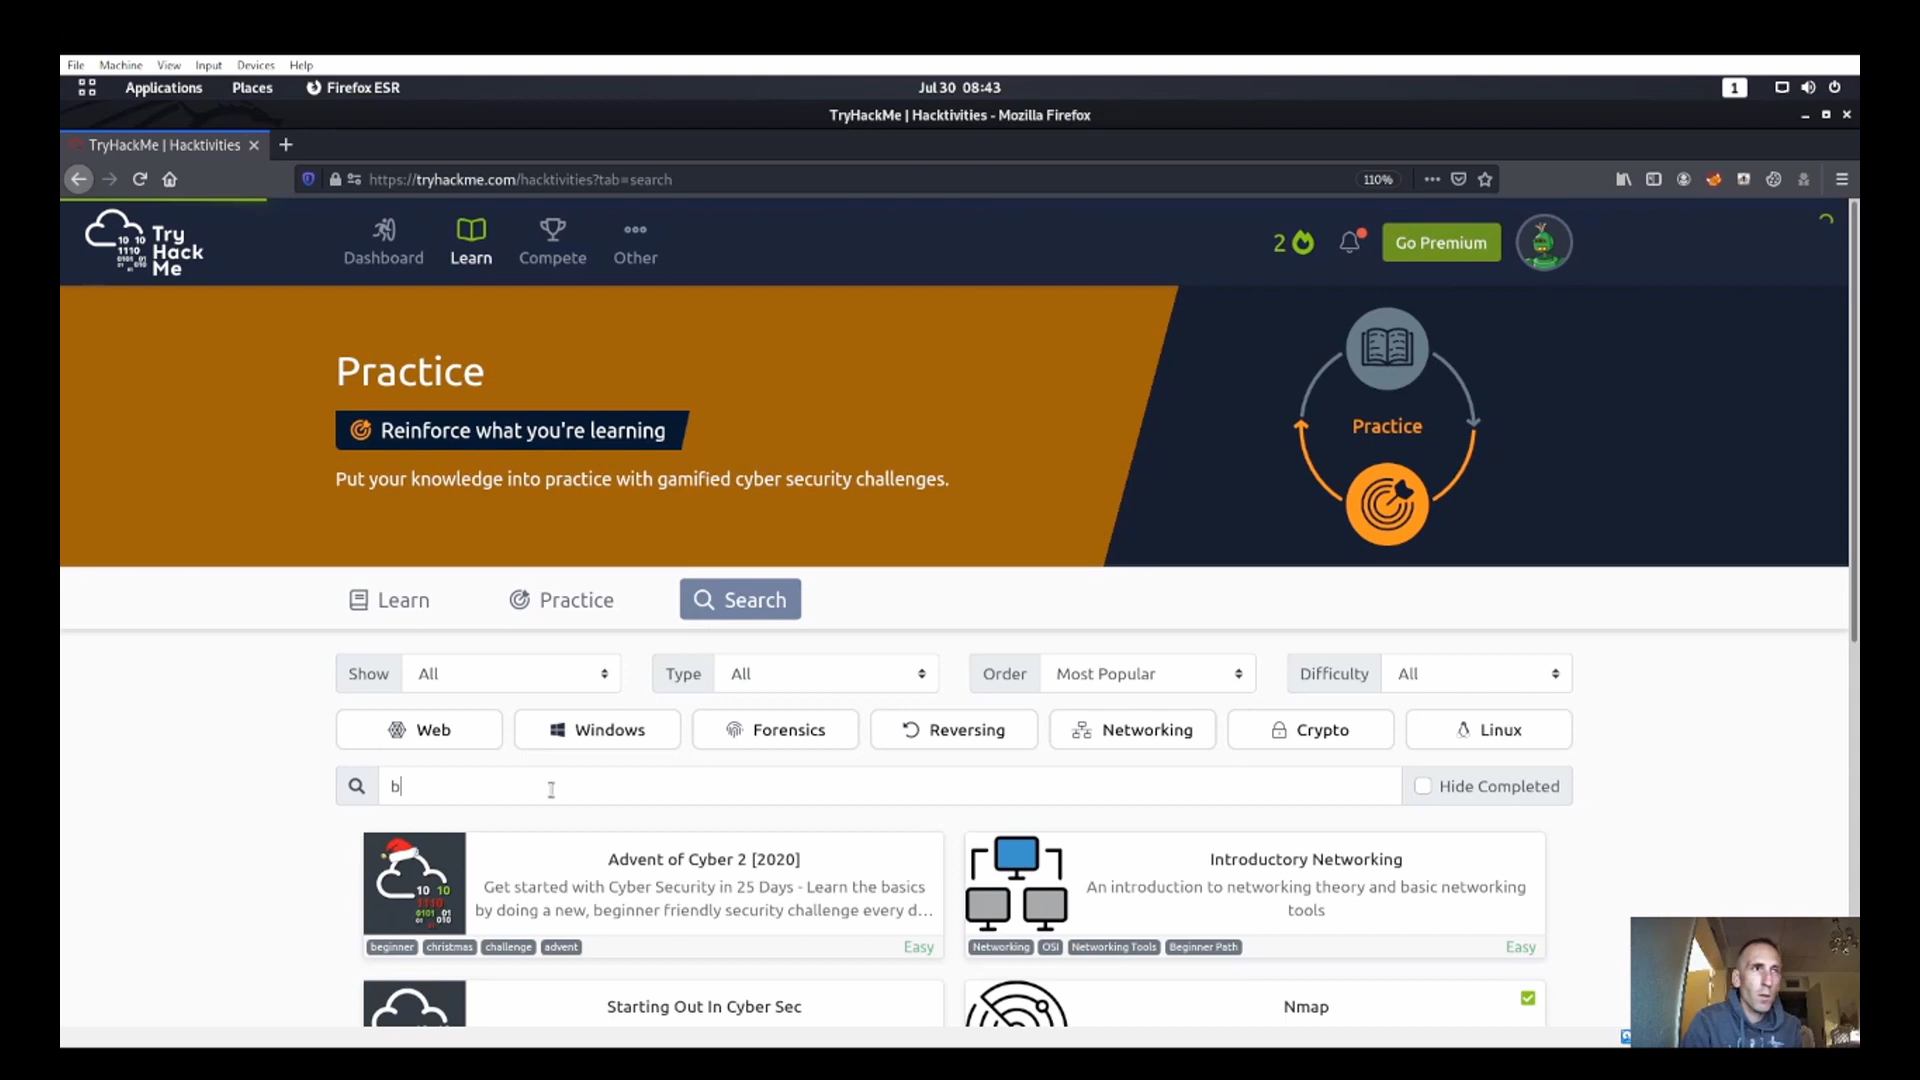 File Machine View Input Devices Help
Applications Places Firefox ESR Jul 30 08:43 1
TryHackMe | Hacktivities - Mozilla Firefox
TryHackMe | Hacktivities
https://tryhackme.com/hacktivities?tab=search 110%
Try
Hack
Me
Dashboard Learn Compete Other
2 Go Premium
Practice
Reinforce what you're learning
Put your knowledge into practice with gamified cyber security challenges.
Practice
Learn Practice Search
Show All Type All Order Most Popular Difficulty All
Web Windows Forensics Reversing Networking Crypto Linux
b Hide Completed
Advent of Cyber 2 [2020]
Get started with Cyber Security in 25 Days - Learn the basics
by doing a new, beginner friendly security challenge every d...
beginner christmas challenge advent Easy
Introductory Networking
An introduction to networking theory and basic networking
tools
Networking OSI Networking Tools Beginner Path Easy
Starting Out In Cyber Sec
Nmap